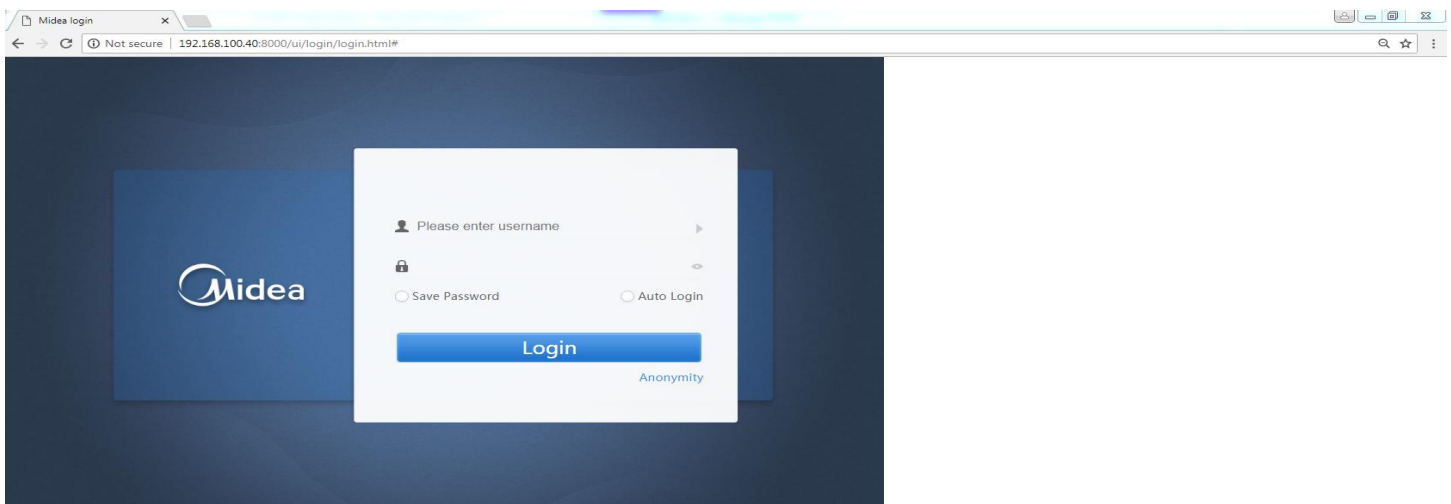 Midea login
Not secure | 192.168.100.40:8000/ui/login/login.html#
Please enter username
Midea
Save Password
Auto Login
Login
Anonymity